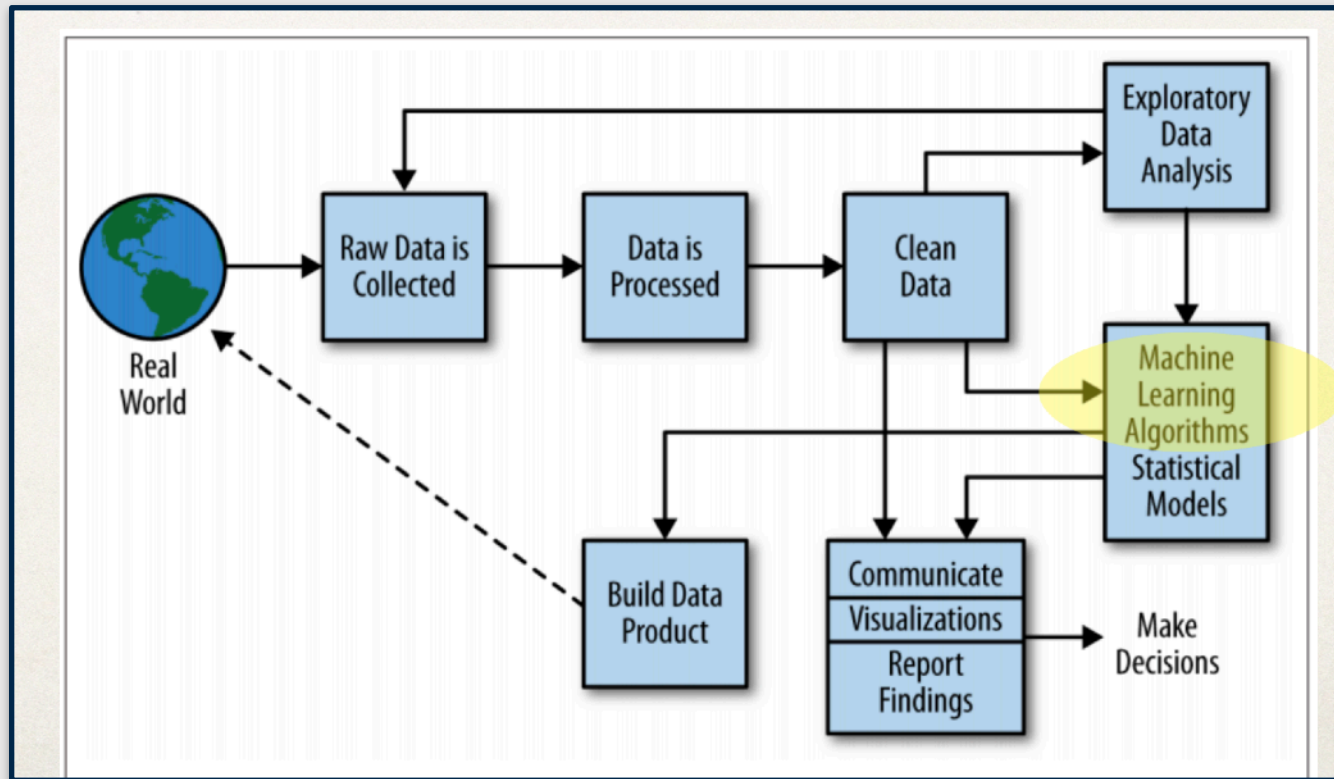 Exploratory
Data
Analysis
Raw Data is
Collected
Data is
Processed
Clean
Data
Real
World
Machine
Learning
Algorithms
Statistical
Models
Build Data
Product
Communicate
Visualizations
Report
Findings
Make
Decisions